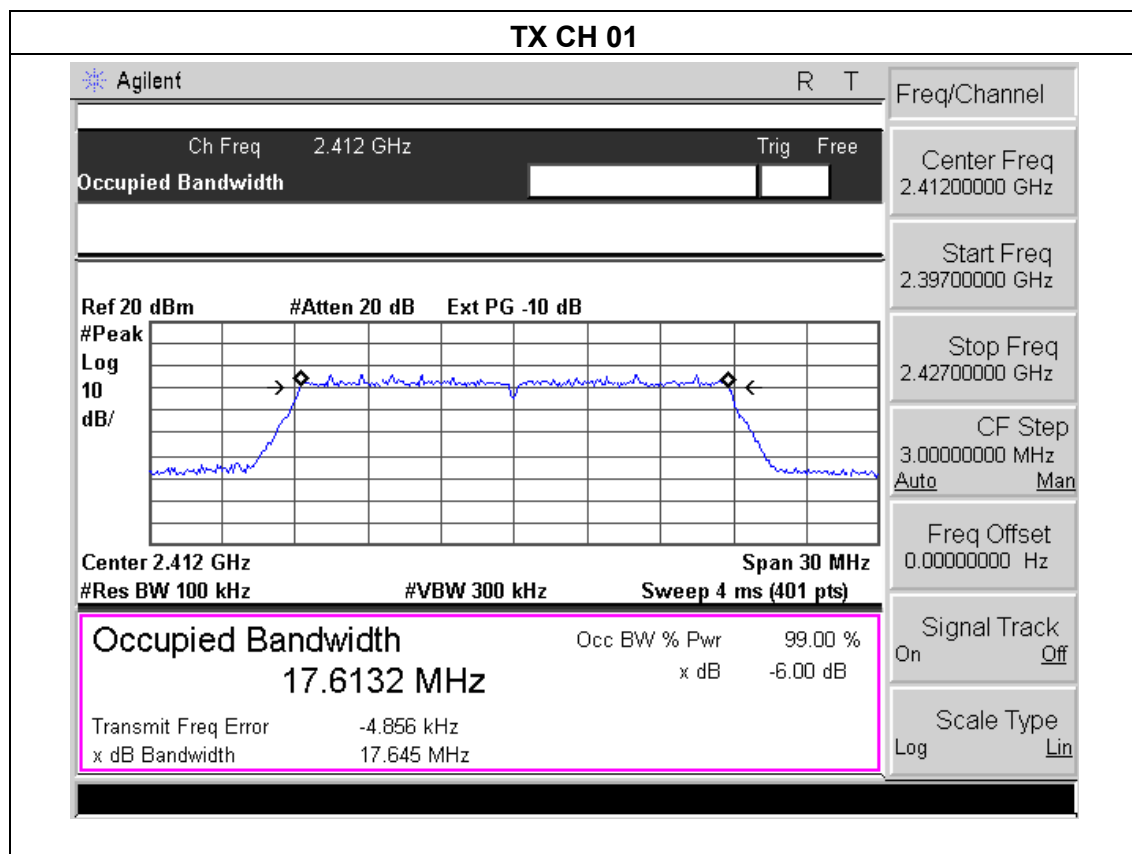 TX CH 01
Agilent R T
Ch Freq 2.412 GHz Trig Free
Occupied Bandwidth
Ref 20 dBm #Atten 20 dB Ext PG -10 dB
#Peak
Log
10
dB/
Center 2.412 GHz Span 30 MHz
#Res BW 100 kHz #VBW 300 kHz Sweep 4 ms (401 pts)
Occupied Bandwidth Occ BW % Pwr 99.00 %
17.6132 MHz x dB -6.00 dB
Transmit Freq Error -4.856 kHz
x dB Bandwidth 17.645 MHz
Freq/Channel
Center Freq
2.41200000 GHz
Start Freq
2.39700000 GHz
Stop Freq
2.42700000 GHz
CF Step
3.00000000 MHz
Auto Man
Freq Offset
0.00000000 Hz
Signal Track
On Off
Scale Type
Log Lin